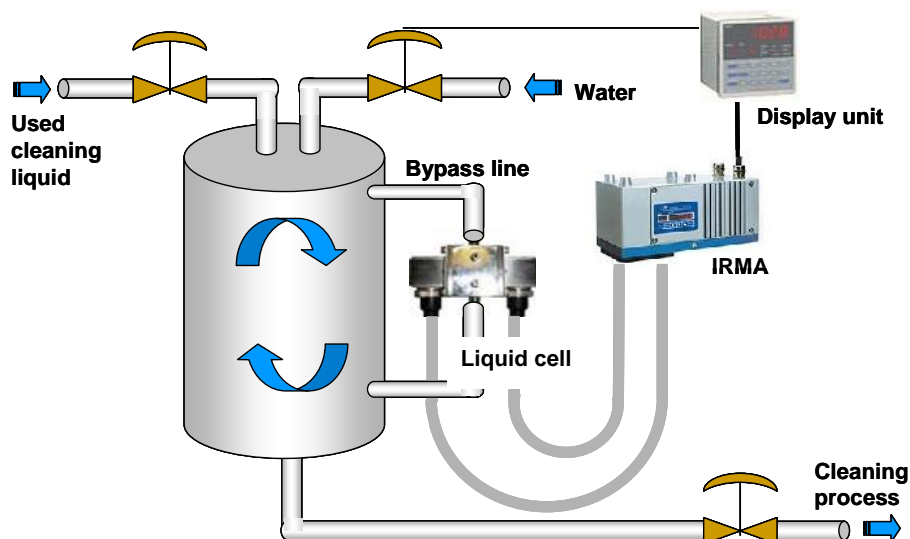 Used
cleaning
liquid
Water
Display unit
Bypass line
IRMA
Liquid cell
Cleaning
process